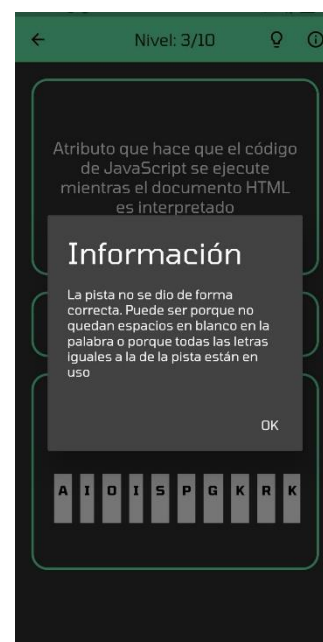 Nivel: 3/10
Atributo que hace que el código
de JavaScript se ejecute
mientras el documento HTML
es interpretado
Información
La pista no se dio de forma
correcta. Puede ser porque no
quedan espacios en blanco en la
palabra o porque todas las letras
iguales a la de la pista están en
uso
OK
A I O I S P G K R K